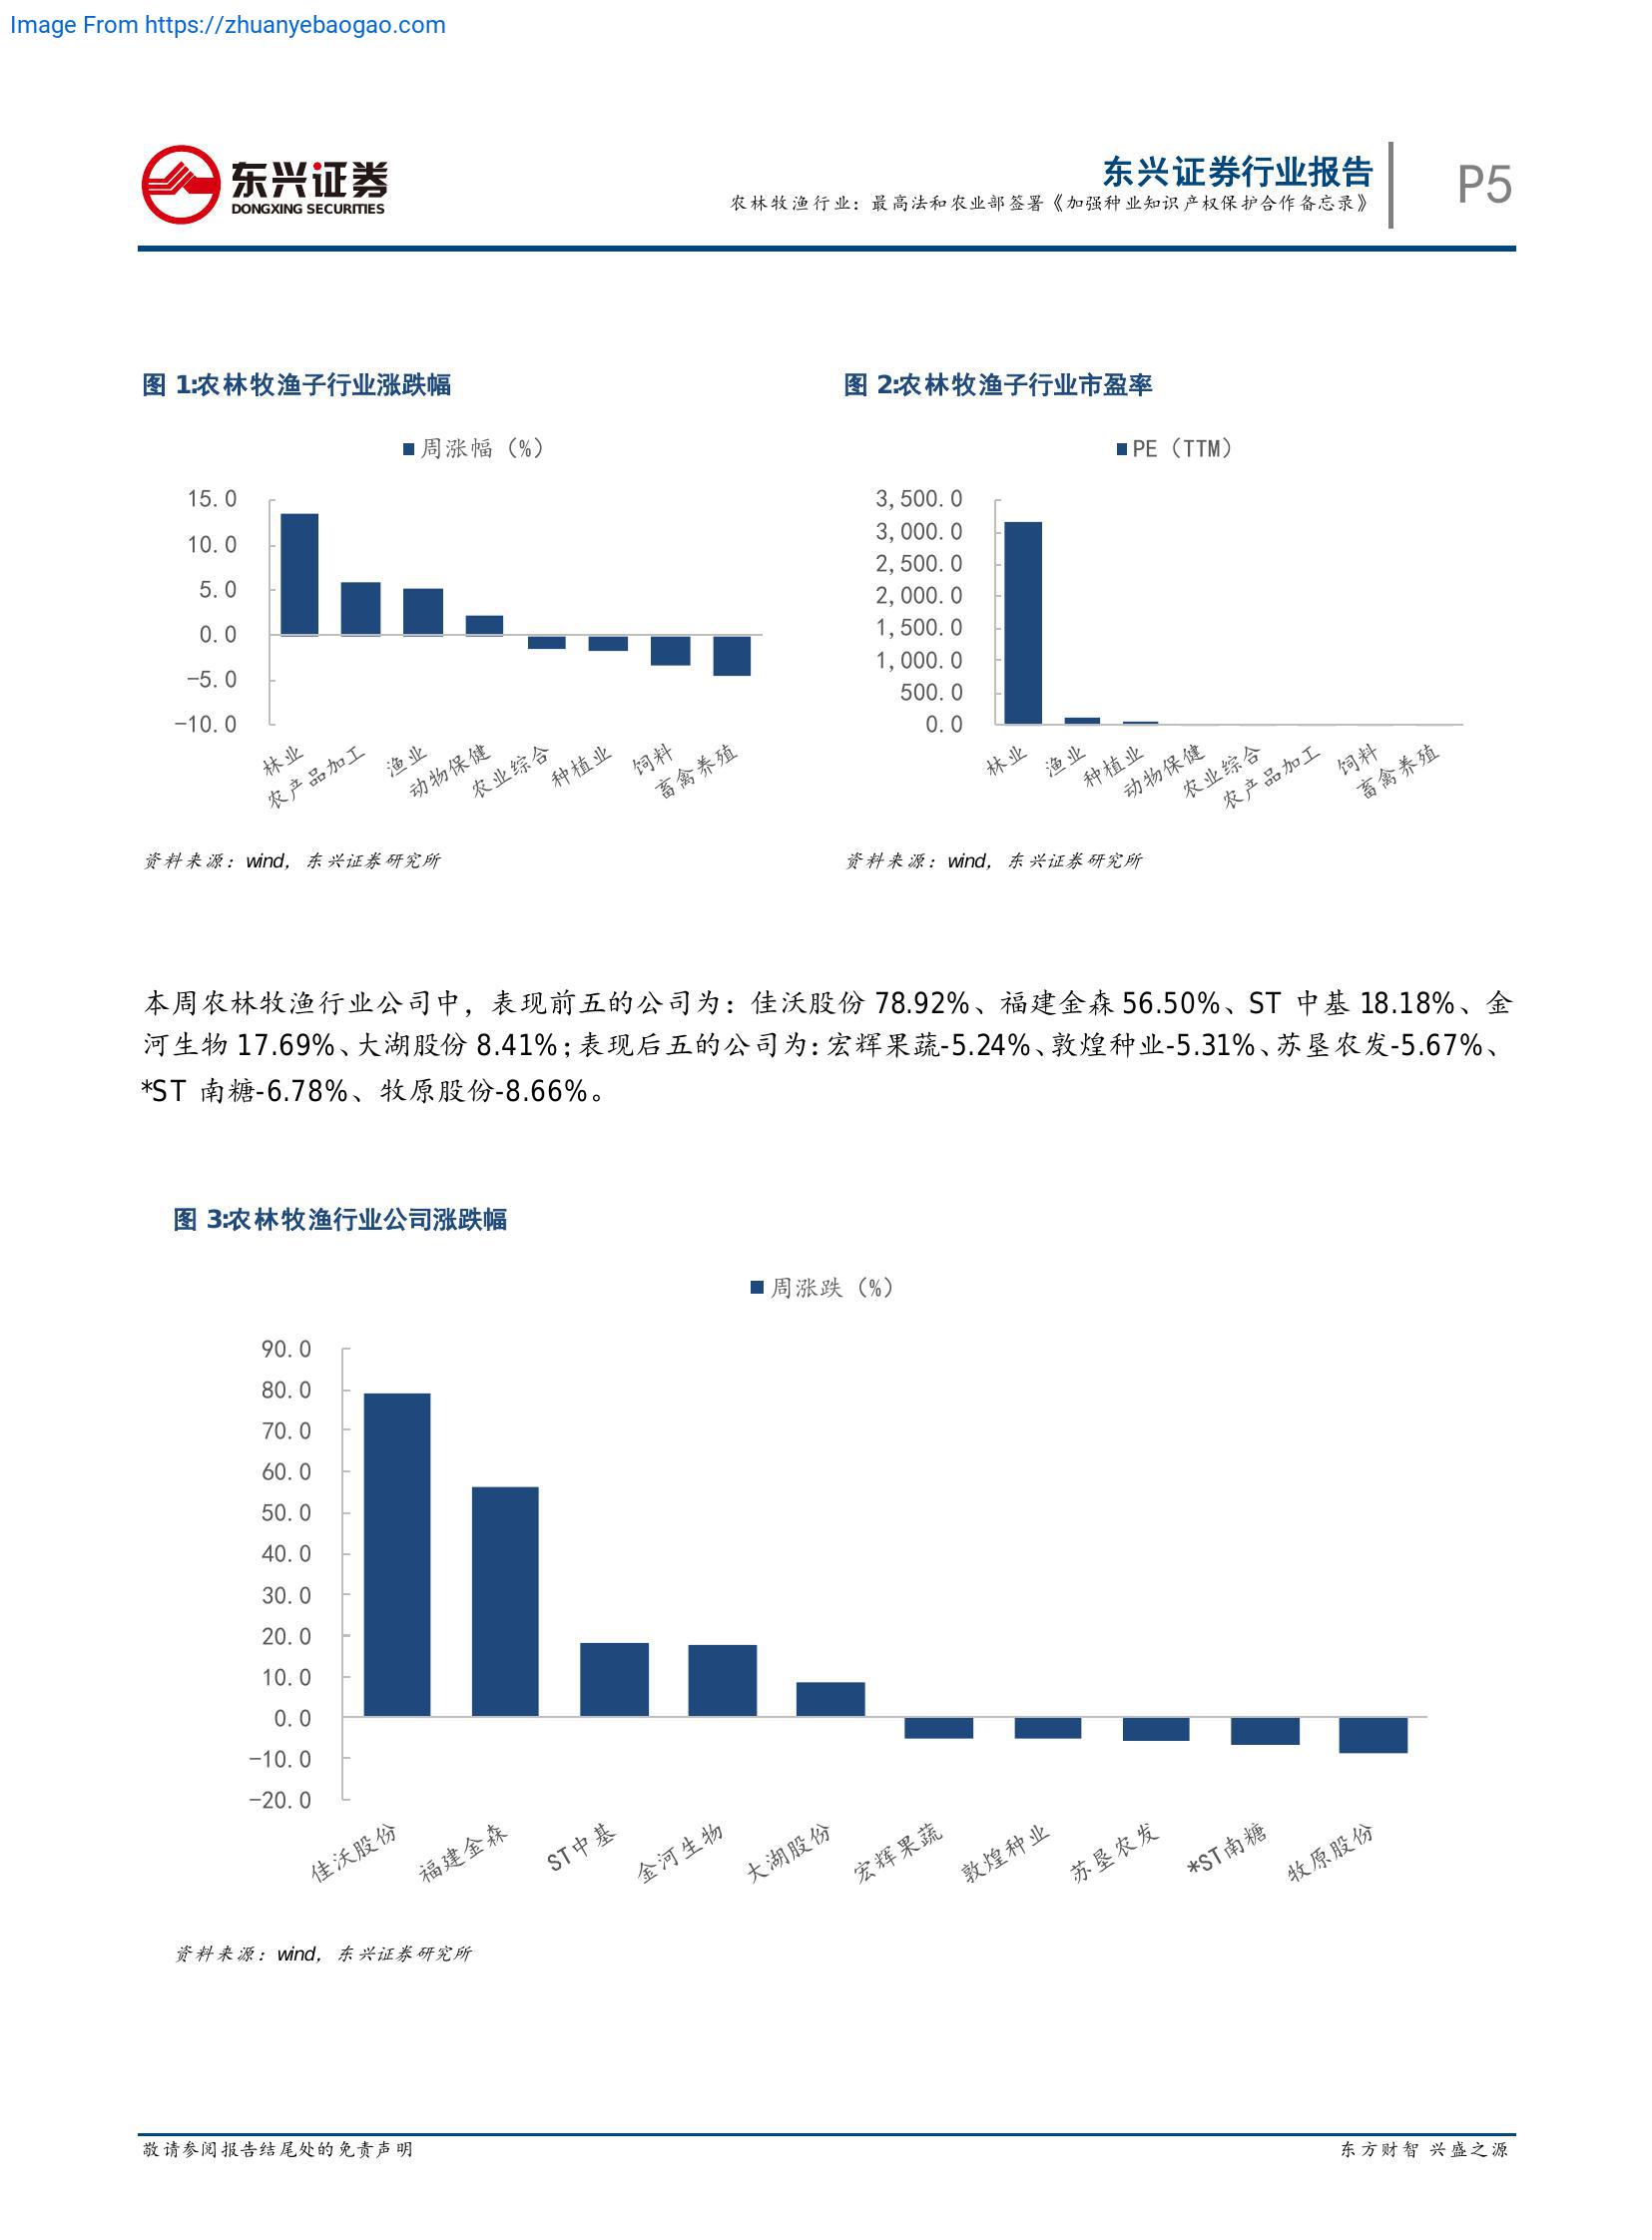 Image From https://zhuanyebaogao.com
东兴证券
DONGXING SECURITIES
东兴证券行业报告
农林牧渔行业：最高法和农业部签署《加强种业知识产权保护合作备忘录》
P5
图 1:农林牧渔子行业涨跌幅
周涨幅（%）
15.0
10.0
5.0
0.0
-5.0
-10.0
林业
农产品加工
渔业
动物保健
农业综合
种植业
饲料
畜禽养殖
资料来源：wind，东兴证券研究所
图 2:农林牧渔子行业市盈率
PE（TTM）
3,500.0
3,000.0
2,500.0
2,000.0
1,500.0
1,000.0
500.0
0.0
林业
渔业
种植业
动物保健
农业综合
农产品加工
饲料
畜禽养殖
资料来源：wind，东兴证券研究所
本周农林牧渔行业公司中，表现前五的公司为：佳沃股份 78.92%、福建金森 56.50%、ST 中基 18.18%、金
河生物 17.69%、大湖股份 8.41%；表现后五的公司为：宏辉果蔬-5.24%、敦煌种业-5.31%、苏垦农发-5.67%、
*ST 南糖-6.78%、牧原股份-8.66%。
图 3:农林牧渔行业公司涨跌幅
周涨跌（%）
90.0
80.0
70.0
60.0
50.0
40.0
30.0
20.0
10.0
0.0
-10.0
-20.0
佳沃股份
福建金森
ST中基
金河生物
大湖股份
宏辉果蔬
敦煌种业
苏垦农发
*ST南糖
牧原股份
资料来源：wind，东兴证券研究所
敬请参阅报告结尾处的免责声明
东方财智 兴盛之源